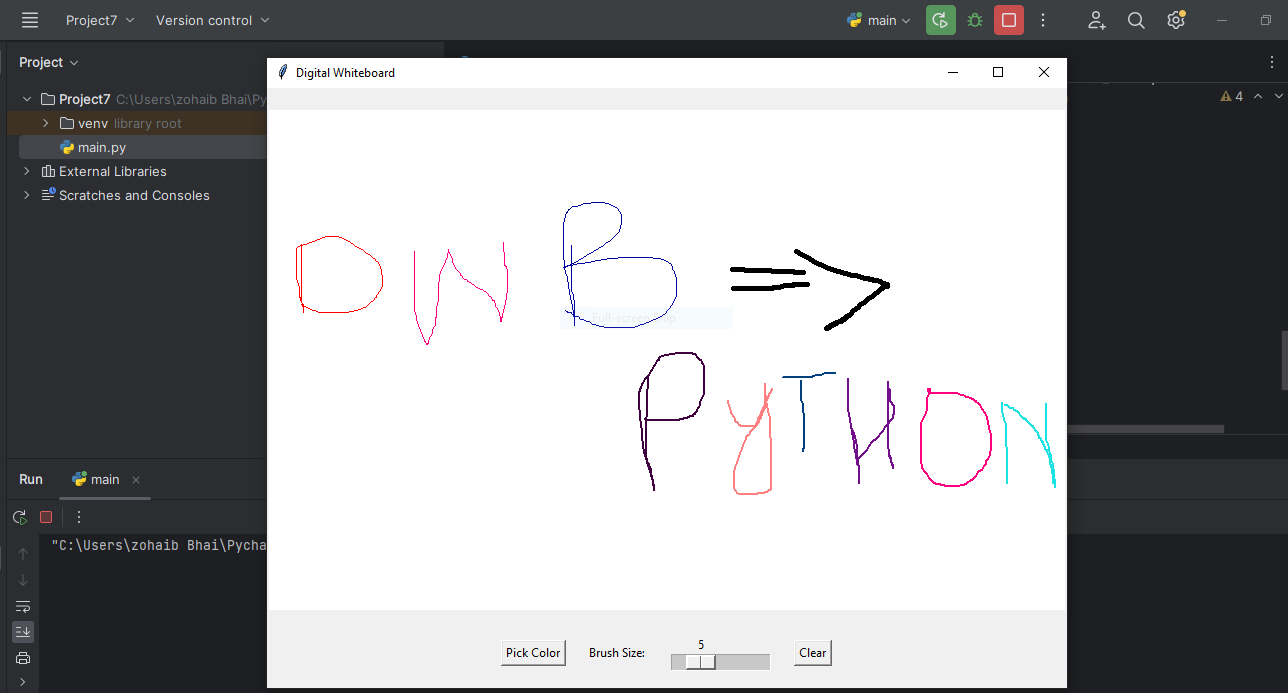 Project7 Version control main
Project
Digital Whiteboard
Project7 C:\Users\zohaib Bhai\Py
4
venv library root
main.py
External Libraries
Scratches and Consoles
DWB =>
Full-screen
PYTHON
Run main
"C:\Users\zohaib Bhai\Pycha
5
Pick Color Brush Size: Clear